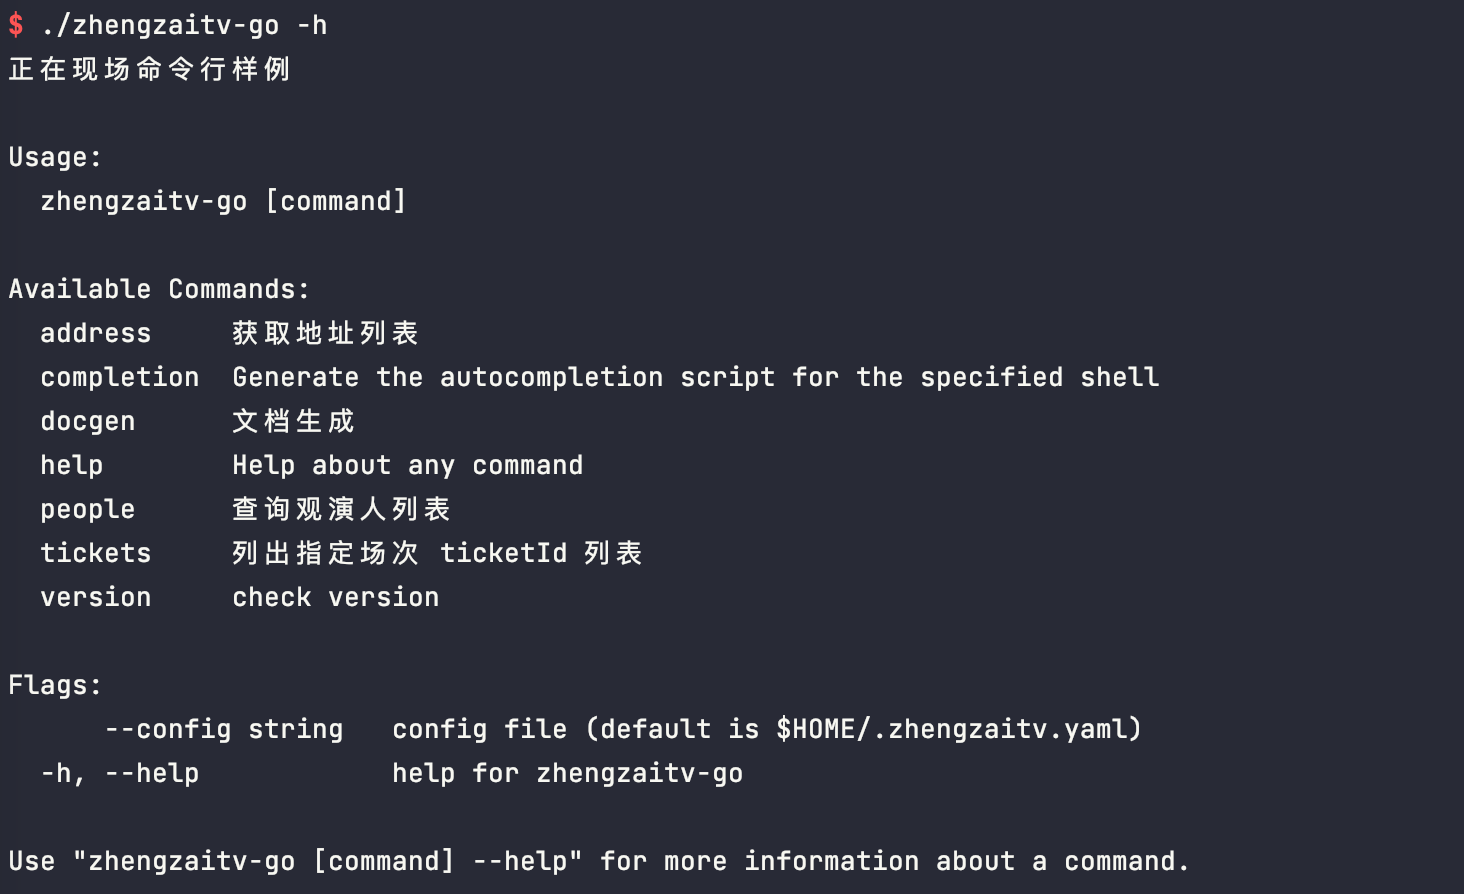 $ ./zhengzaitv-go -h
正在现场命令行样例
Usage:
  zhengzaitv-go [command]
Available Commands:
  address     获取地址列表
  completion  Generate the autocompletion script for the specified shell
  docgen      文档生成
  help        Help about any command
  people      查询观演人列表
  tickets     列出指定场次 ticketId 列表
  version     check version
Flags:
      --config string   config file (default is $HOME/.zhengzaitv.yaml)
  -h, --help            help for zhengzaitv-go
Use "zhengzaitv-go [command] --help" for more information about a command.